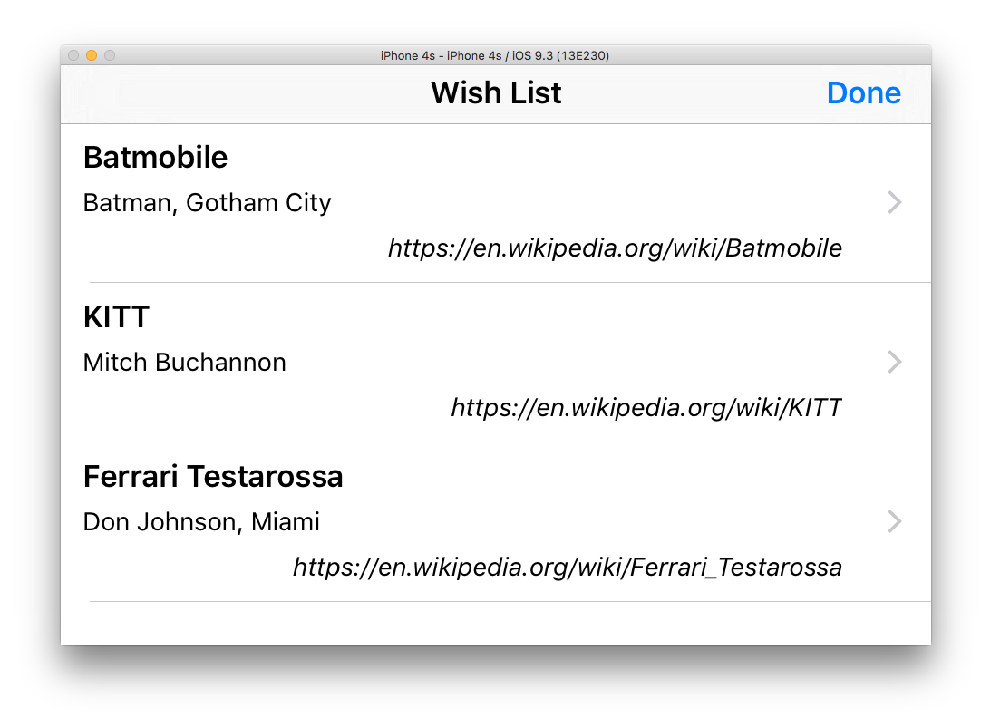 iPhone 4s - iPhone 4s / iOS 9.3 (13E230)
Wish List
Done
Batmobile
Batman, Gotham City
https://en.wikipedia.org/wiki/Batmobile
KITT
Mitch Buchannon
https://en.wikipedia.org/wiki/KITT
Ferrari Testarossa
Don Johnson, Miami
https://en.wikipedia.org/wiki/Ferrari_Testarossa